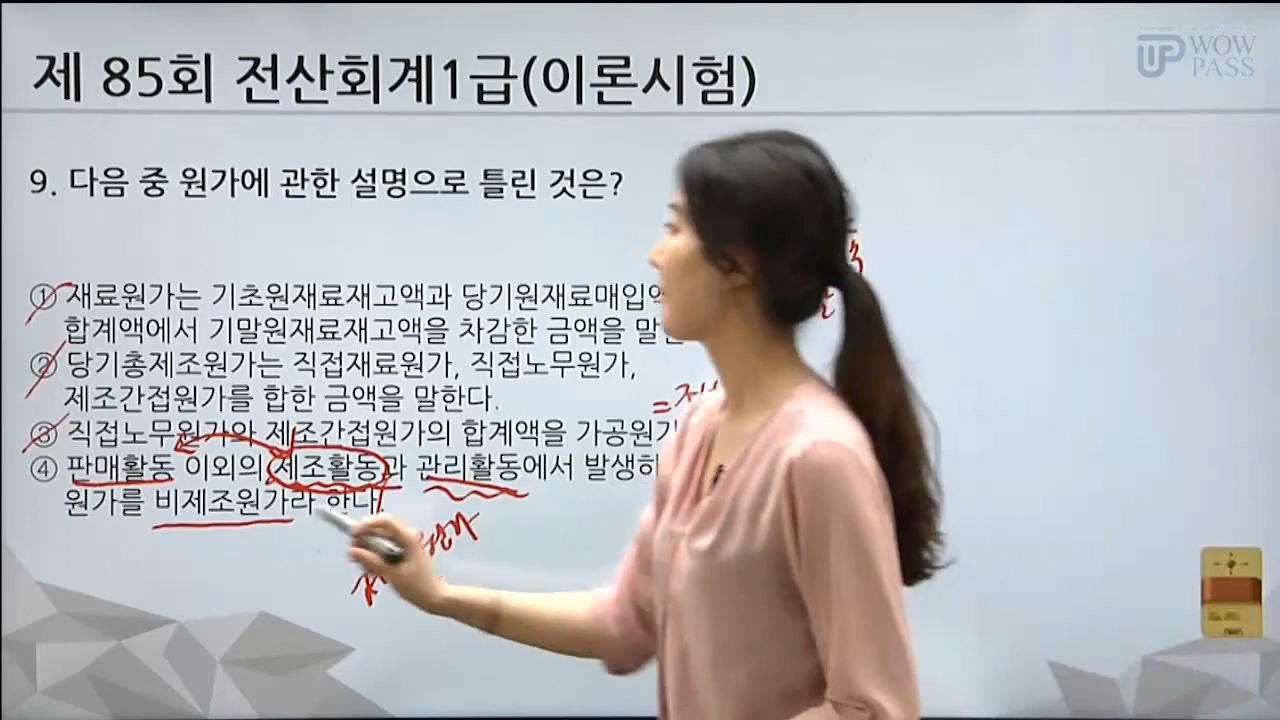 제 85회 전산회계1급(이론시험)
WOW
PASS
9. 다음 중 원가에 관한 설명으로 틀린 것은?
① 재료원가는 기초원재료재고액과 당기원재료매입액
합계액에서 기말원재료재고액을 차감한 금액을 말
② 당기총제조원가는 직접재료원가, 직접노무원가,
제조간접원가를 합한 금액을 말한다.
③ 직접노무원가와 제조간접원가의 합계액을 가공원가
④ 판매활동 이외의 제조활동과 관리활동에서 발생하
원가를 비제조원가라 한다.